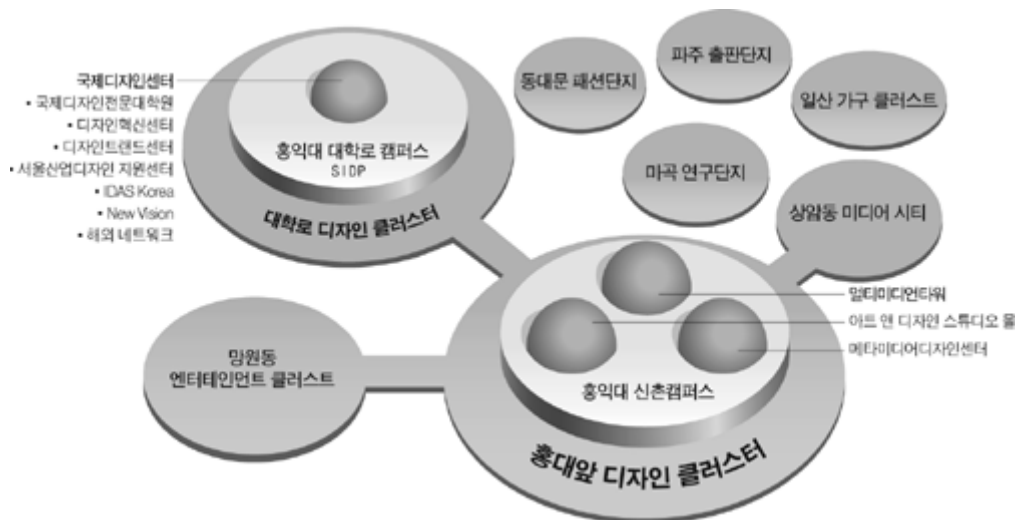 국제디자인센터
▪ 국제디자인전문대학원
▪ 디자인혁신센터
▪ 디자인트랜드센터
▪ 서울산업디자인 지원센터
▪ IDAS Korea
▪ New Vision
▪ 해외 네트워크
홍익대 대학로 캠퍼스
SIDP
대학로 디자인 클러스터
동대문 패션단지
파주 출판단지
일산 가구 클러스트
마곡 연구단지
상암동 미디어 시티
망원동
엔터테인먼트 클러스트
멀티미디언타워
아트 앤 디자인 스튜디오 몰
메타미디어디자인센터
홍익대 신촌캠퍼스
홍대앞 디자인 클러스터